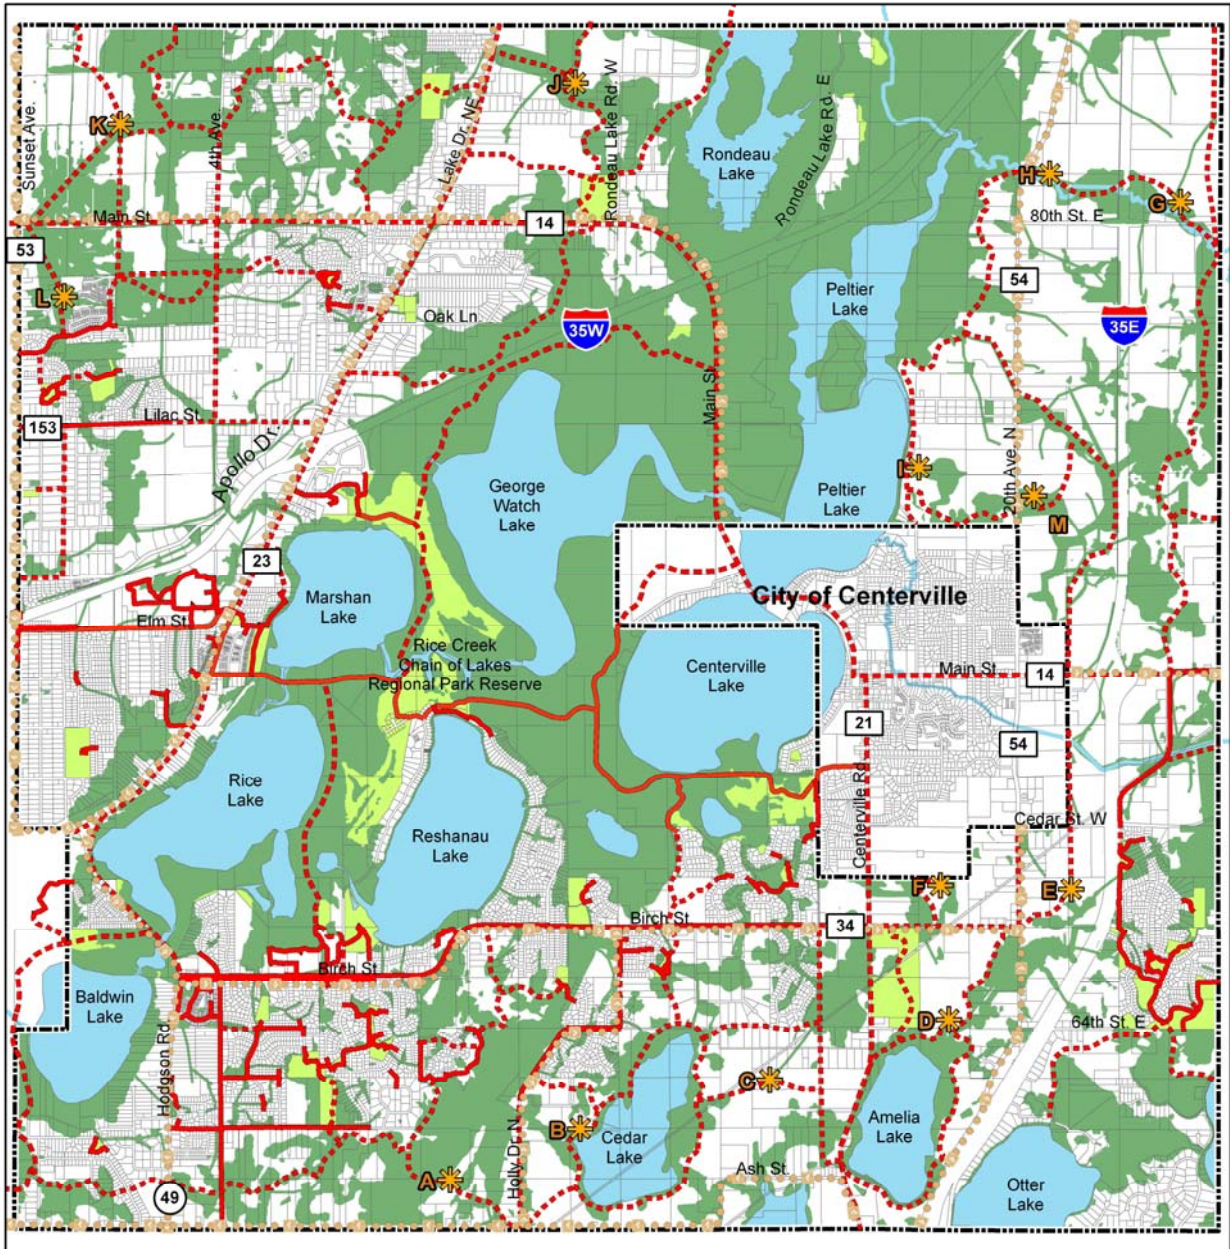 J
K
Sunset Ave.
4th Ave.
Lake Dr. NE
Rondeau Lake Rd. W
Rondeau Lake Rd. E
Rondeau
Lake
H
G
80th St. E
Main St.
14
53
54
L
Oak Ln
35W
Peltier
Lake
35E
Main St.
Lilac St.
153
Apollo Dr.
20th Ave. N
I
George
Watch
Lake
Peltier
Lake
M
23
Marshan
Lake
City of Centerville
Elm St.
Rice Creek
Chain of Lakes
Regional Park Reserve
Centerville
Lake
Main St.
14
21
54
Rice
Lake
Reshanau
Lake
Centerville Rd.
Cedar St. W
F
E
Birch St.
34
Birch St.
Baldwin
Lake
D
64th St. E
Hodgson Rd
C
B
Cedar
Lake
Amelia
Lake
Holly Dr. N
A
Ash St.
49
Otter
Lake